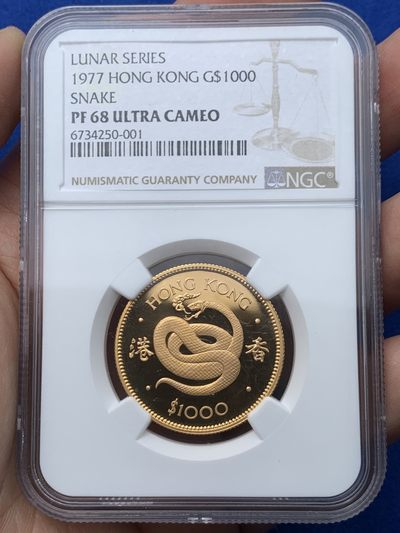 LUNAR SERIES
1977 HONG KONG G$1000
SNAKE
PF 68 ULTRA CAMEO
6734250-001
NUMISMATIC GUARANTY COMPANY NGC
HONG KONG
港 香
$1000